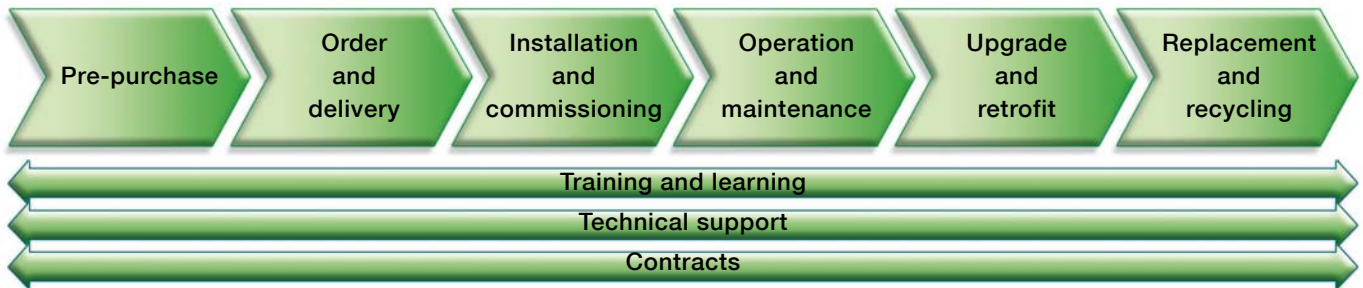 Pre-purchase
Order
and
delivery
Installation
and
commissioning
Operation
and
maintenance
Upgrade
and
retrofit
Replacement
and
recycling
Training and learning
Technical support
Contracts